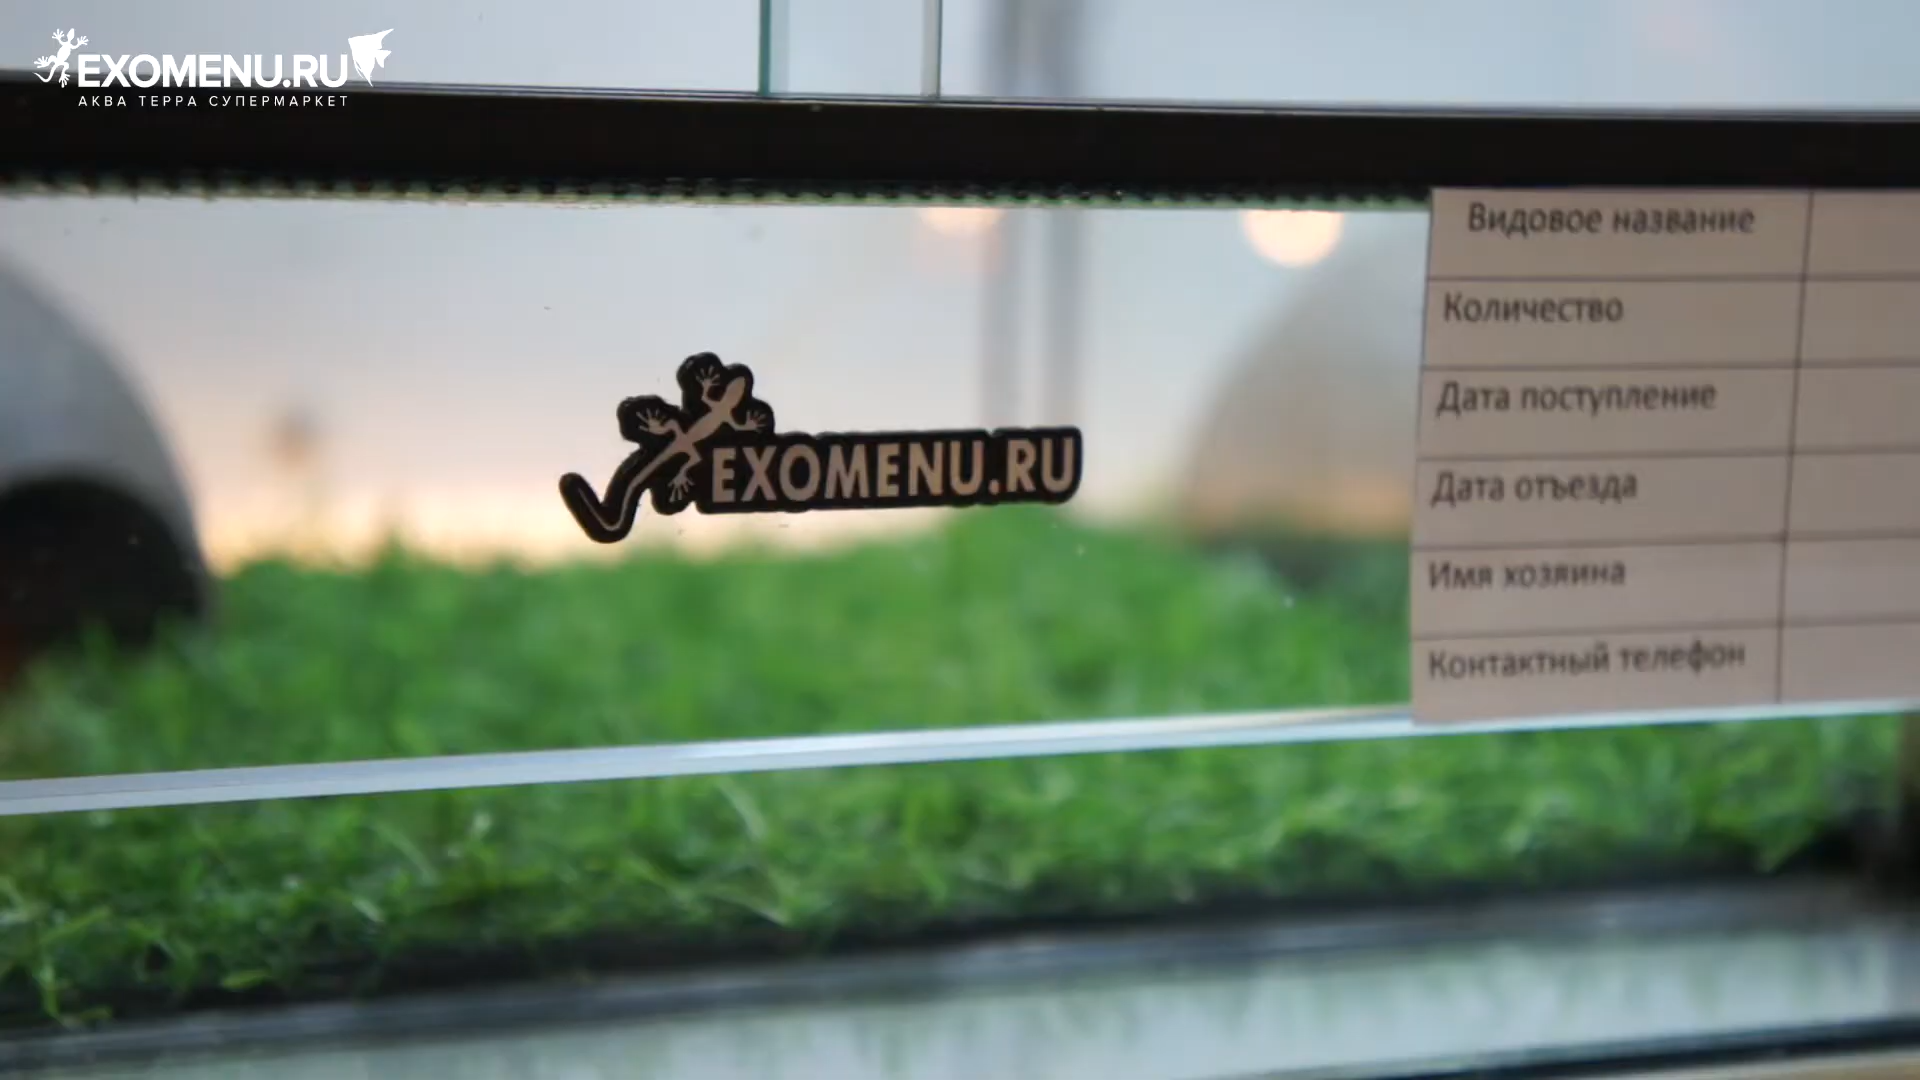 EXOMENU.RU
АКВА ТЕРРА СУПЕРМАРКЕТ
EXOMENU.RU
Видовое название
Количество
Дата поступление
Дата отъезда
Имя хозяина
Контактный телефон